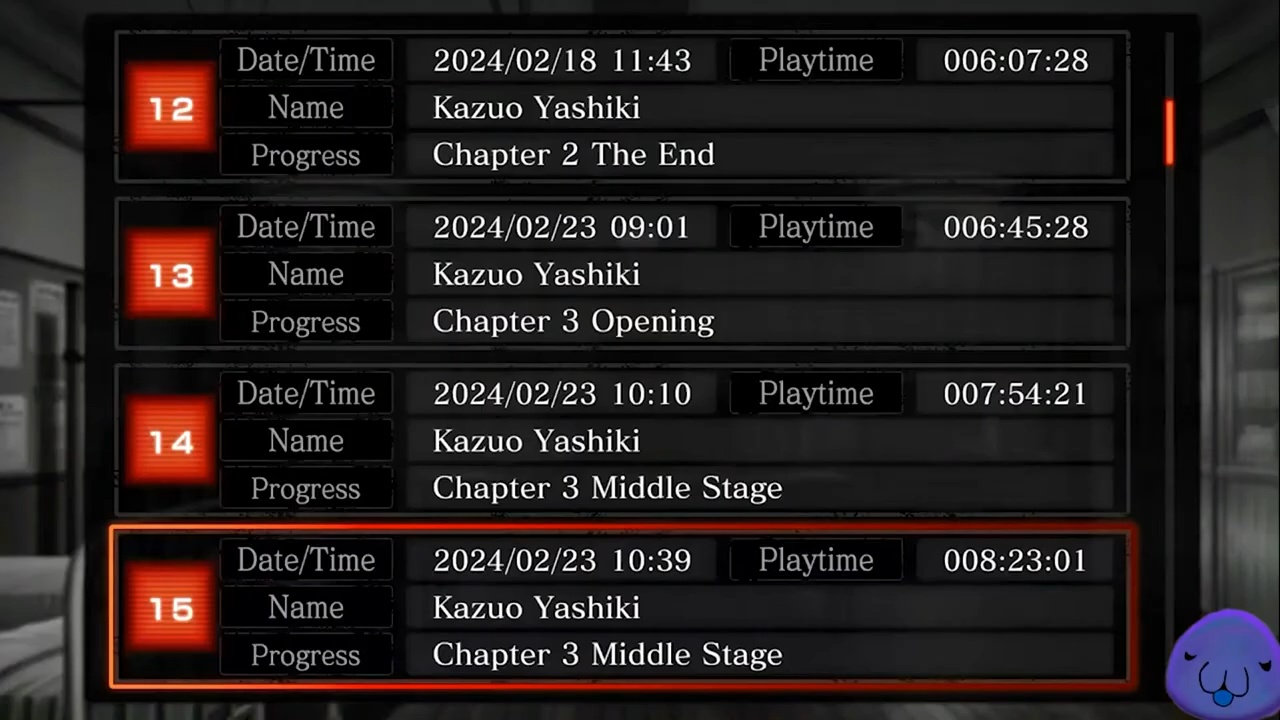 12 Date/Time 2024/02/18 11:43 Playtime 006:07:28
Name Kazuo Yashiki
Progress Chapter 2 The End
13 Date/Time 2024/02/23 09:01 Playtime 006:45:28
Name Kazuo Yashiki
Progress Chapter 3 Opening
14 Date/Time 2024/02/23 10:10 Playtime 007:54:21
Name Kazuo Yashiki
Progress Chapter 3 Middle Stage
15 Date/Time 2024/02/23 10:39 Playtime 008:23:01
Name Kazuo Yashiki
Progress Chapter 3 Middle Stage